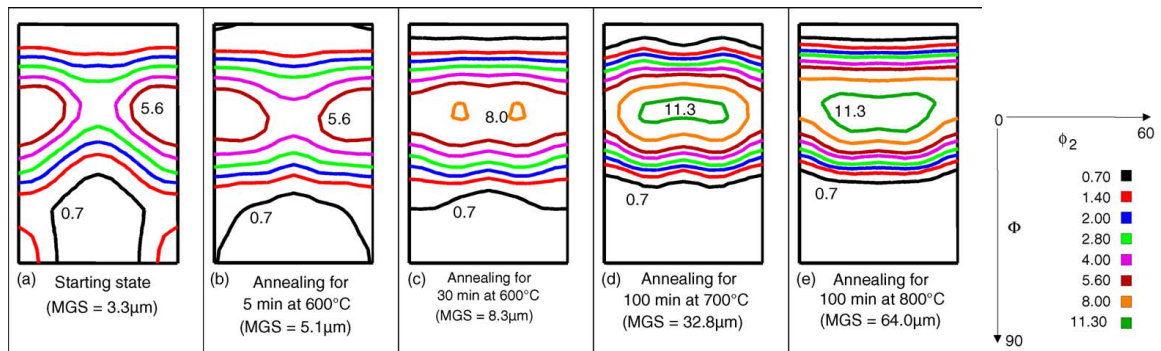 5.6
0.7
(a) Starting state
(MGS = 3.3µm)
5.6
0.7
(b) Annealing for
5 min at 600°C
(MGS = 5.1µm)
8.0
0.7
(c) Annealing for
30 min at 600°C
(MGS = 8.3µm)
11.3
0.7
(d) Annealing for
100 min at 700°C
(MGS = 32.8µm)
11.3
0.7
(e) Annealing for
100 min at 800°C
(MGS = 64.0µm)
0
ϕ2
60
Φ
90
0.70
1.40
2.00
2.80
4.00
5.60
8.00
11.30